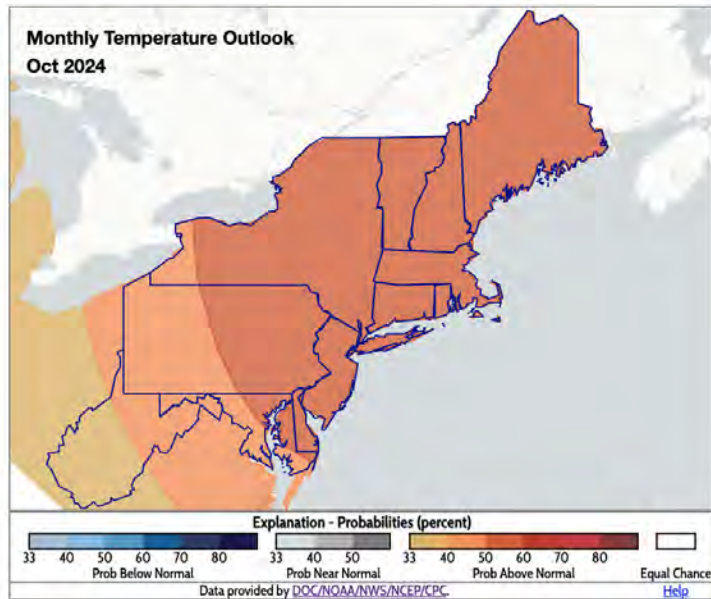 Monthly Temperature Outlook
Oct 2024
Explanation - Probabilities (percent)
33 40 50 60 70 80 33 40 50 33 40 50 60 70 80
Prob Below Normal Prob Near Normal Prob Above Normal Equal Chance
Data provided by DOC/NOAA/NWS/NCEP/CPC. Help